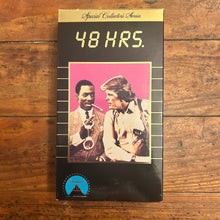 Special Collector's Series
48 HRS.